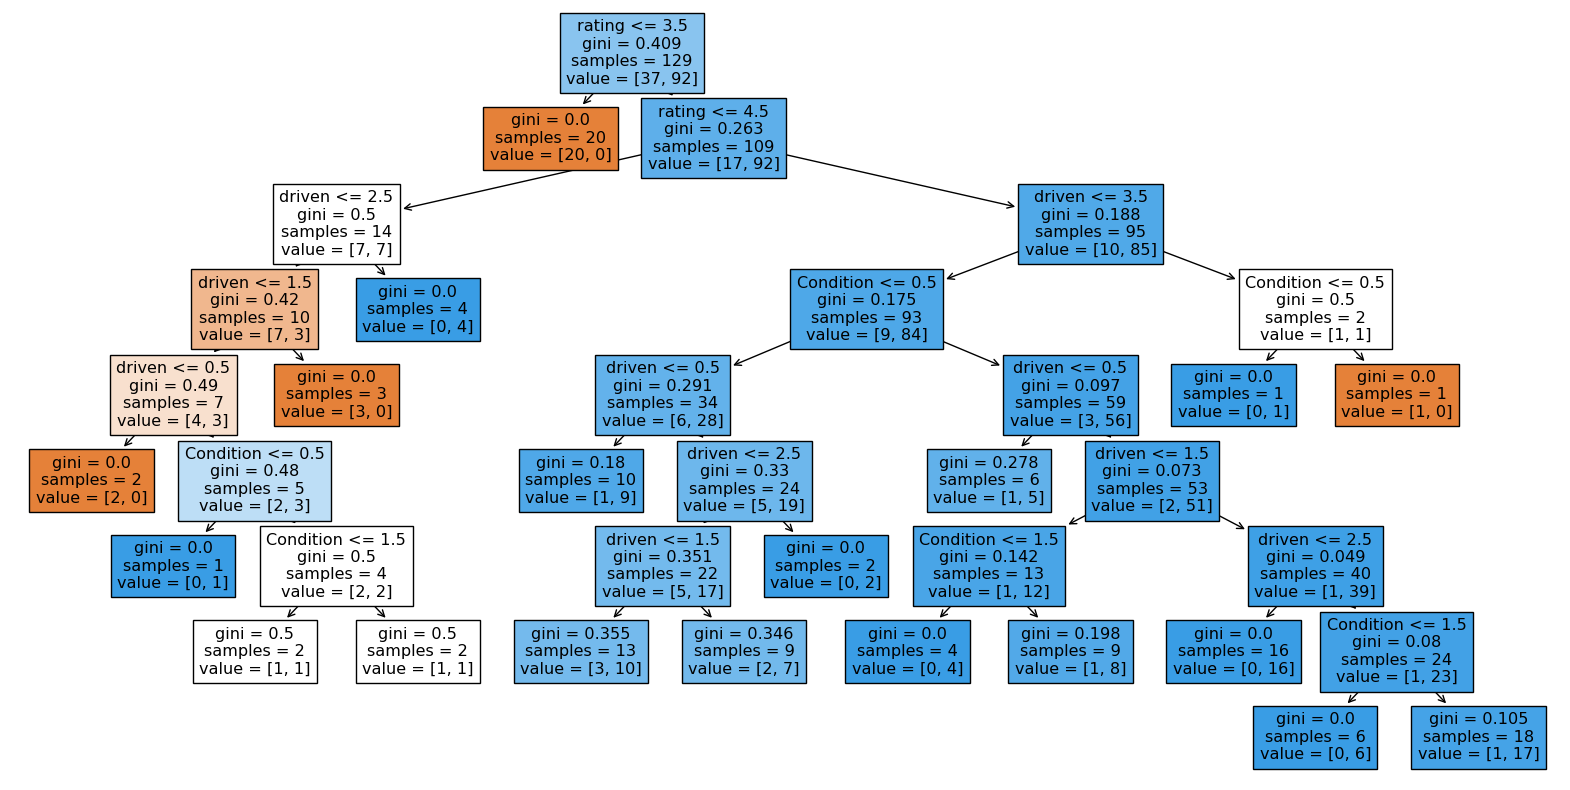 rating <= 3.5
gini = 0.409
samples = 129
value = [37, 92]
gini = 0.0
samples = 20
value = [20, 0]
rating <= 4.5
gini = 0.263
samples = 109
value = [17, 92]
driven <= 2.5
gini = 0.5
samples = 14
value = [7, 7]
driven <= 3.5
gini = 0.188
samples = 95
value = [10, 85]
driven <= 1.5
gini = 0.42
samples = 10
value = [7, 3]
gini = 0.0
samples = 4
value = [0, 4]
Condition <= 0.5
gini = 0.175
samples = 93
value = [9, 84]
Condition <= 0.5
gini = 0.5
samples = 2
value = [1, 1]
driven <= 0.5
gini = 0.49
samples = 7
value = [4, 3]
gini = 0.0
samples = 3
value = [3, 0]
driven <= 0.5
gini = 0.291
samples = 34
value = [6, 28]
driven <= 0.5
gini = 0.097
samples = 59
value = [3, 56]
gini = 0.0
samples = 1
value = [0, 1]
gini = 0.0
samples = 1
value = [1, 0]
gini = 0.0
samples = 2
value = [2, 0]
Condition <= 0.5
gini = 0.48
samples = 5
value = [2, 3]
gini = 0.18
samples = 10
value = [1, 9]
driven <= 2.5
gini = 0.33
samples = 24
value = [5, 19]
gini = 0.278
samples = 6
value = [1, 5]
driven <= 1.5
gini = 0.073
samples = 53
value = [2, 51]
gini = 0.0
samples = 1
value = [0, 1]
Condition <= 1.5
gini = 0.5
samples = 4
value = [2, 2]
driven <= 1.5
gini = 0.351
samples = 22
value = [5, 17]
gini = 0.0
samples = 2
value = [0, 2]
Condition <= 1.5
gini = 0.142
samples = 13
value = [1, 12]
driven <= 2.5
gini = 0.049
samples = 40
value = [1, 39]
gini = 0.5
samples = 2
value = [1, 1]
gini = 0.5
samples = 2
value = [1, 1]
gini = 0.355
samples = 13
value = [3, 10]
gini = 0.346
samples = 9
value = [2, 7]
gini = 0.0
samples = 4
value = [0, 4]
gini = 0.198
samples = 9
value = [1, 8]
gini = 0.0
samples = 16
value = [0, 16]
Condition <= 1.5
gini = 0.08
samples = 24
value = [1, 23]
gini = 0.0
samples = 6
value = [0, 6]
gini = 0.105
samples = 18
value = [1, 17]